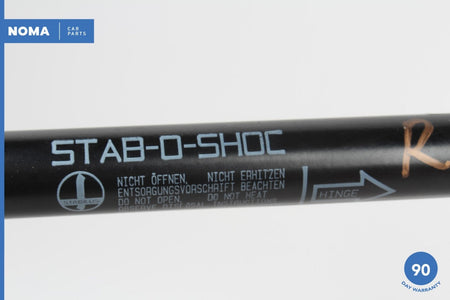 NOMA CAR PARTS
STAB-O-SHOC
R
NICHT ÖFFNEN, NICHT ERHITZEN
ENTSORGUNGSVORSCHRIFT BEACHTEN
DO NOT OPEN, DO NOT HEAT
STABILUS
HINGE
90
DAY WARRANTY